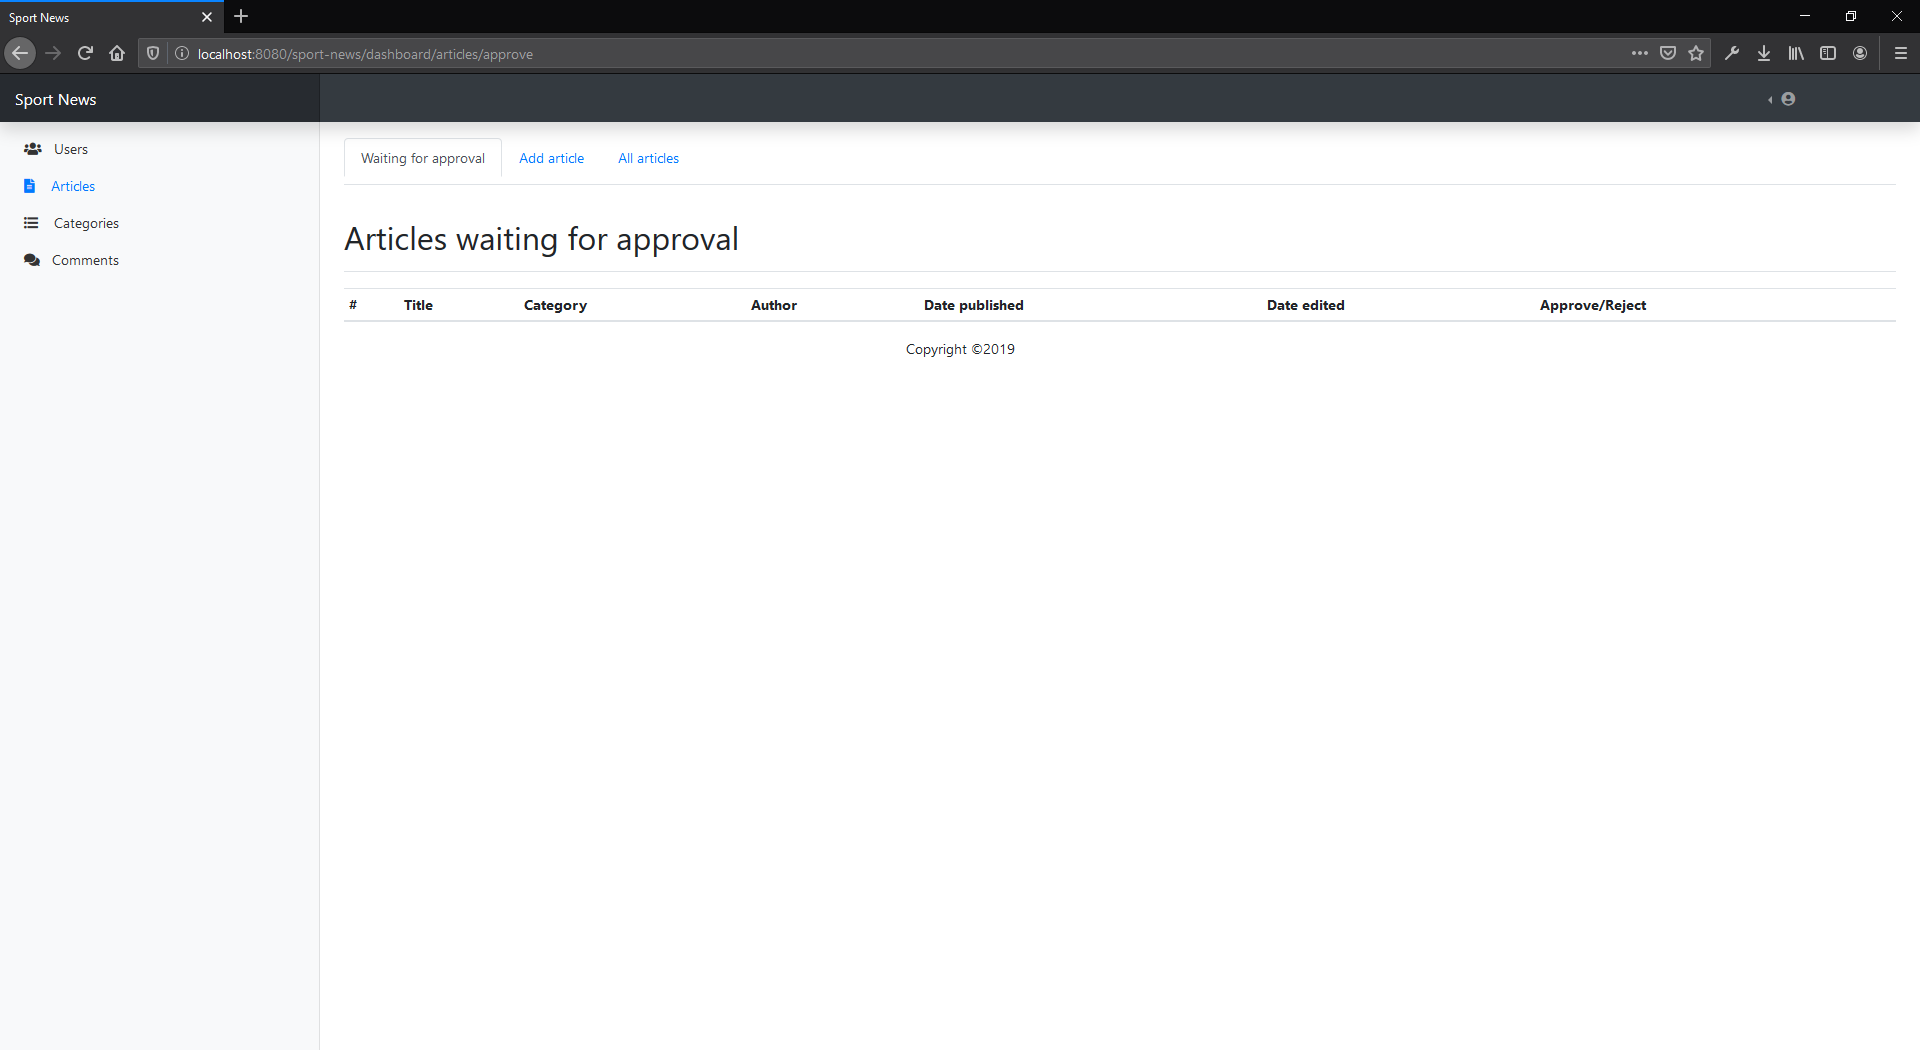 Sport News
localhost:8080/sport-news/dashboard/articles/approve
Sport News
Users
Articles
Categories
Comments
Waiting for approval Add article All articles
Articles waiting for approval
# Title Category Author Date published Date edited Approve/Reject
Copyright ©2019